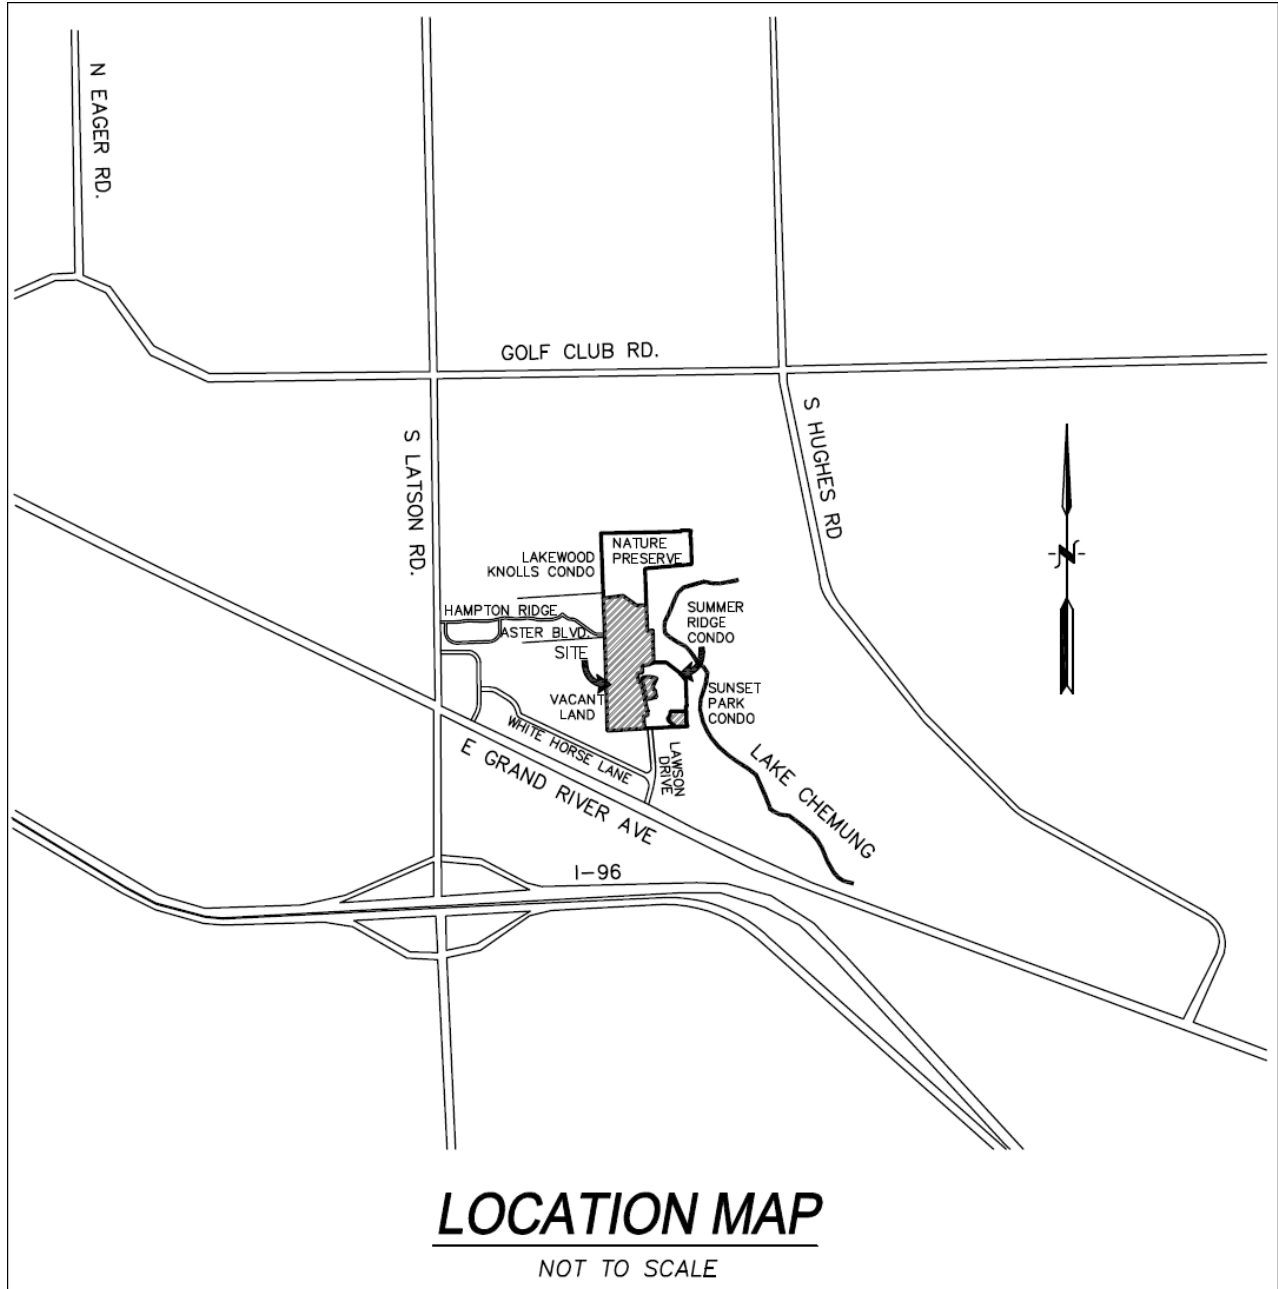 N EAGER RD.
GOLF CLUB RD.
S LATSON RD.
S HUGHES RD
N
NATURE
PRESERVE
LAKEWOOD
KNOLLS CONDO
HAMPTON RIDGE
ASTER BLVD.
SITE
SUMMER
RIDGE
CONDO
VACANT
LAND
SUNSET
PARK
CONDO
WHITE HORSE LANE
LAWSON
DRIVE
E GRAND RIVER AVE
LAKE CHEMUNG
I-96
LOCATION MAP
NOT TO SCALE